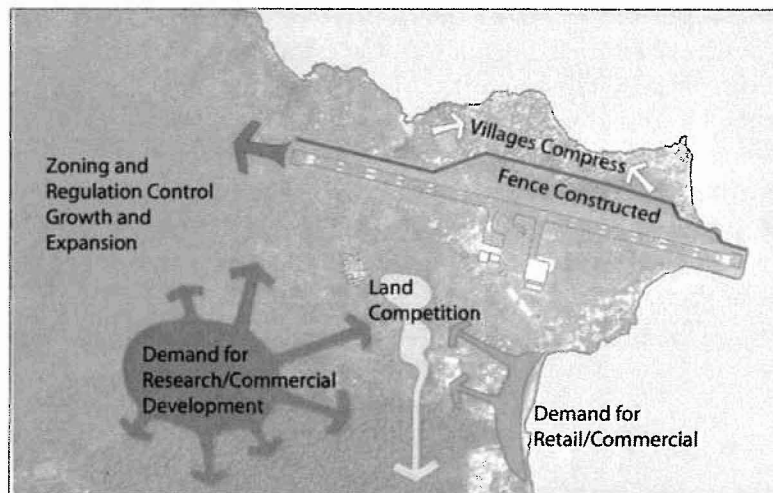 Villages Compress
Zoning and
Regulation Control
Growth and
Expansion
Fence Constructed
Land
Competition
Demand for
Research/Commercial
Development
Demand for
Retail/Commercial